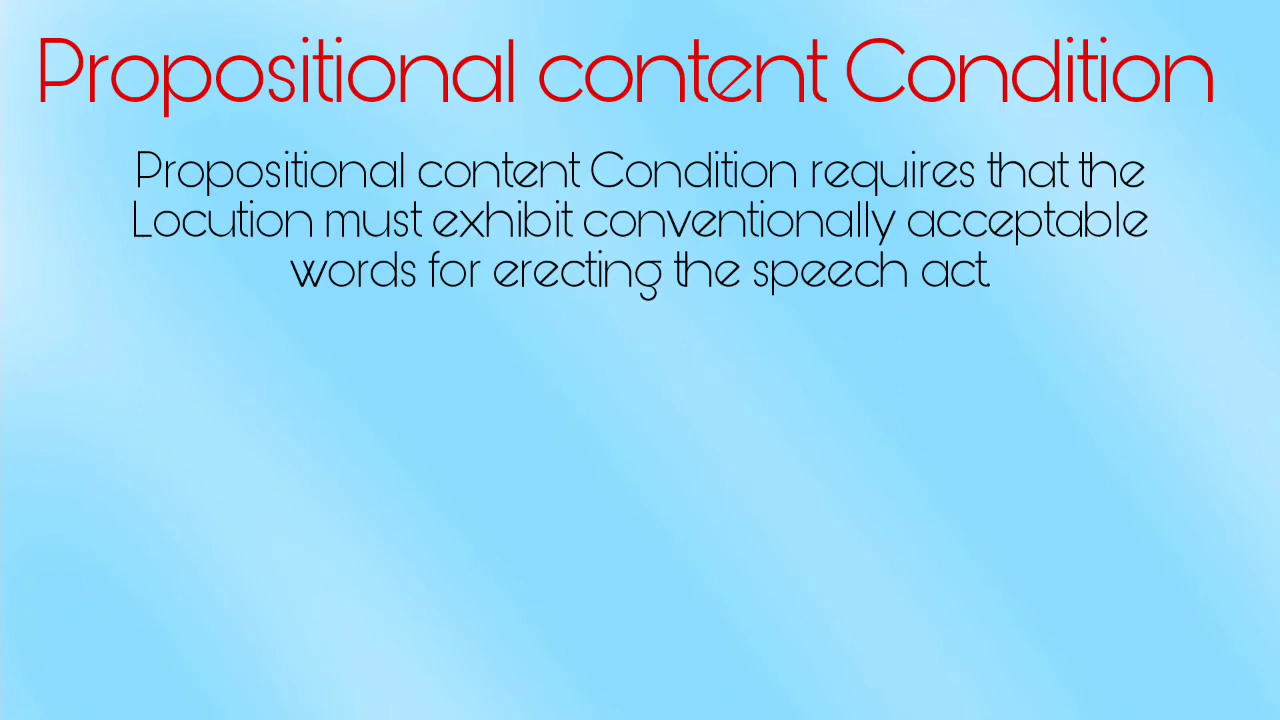 Propositional content Condition
Propositional content Condition requires that the
Locution must exhibit conventionally acceptable
words for erecting the speech act.